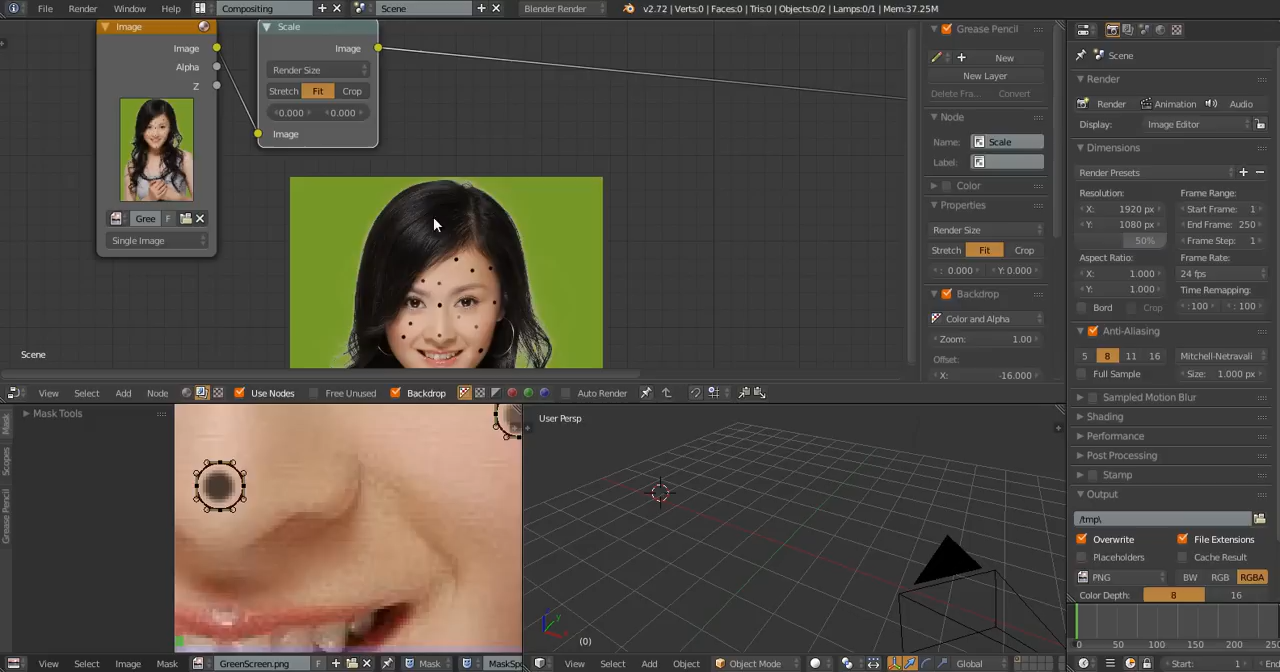 File Render Window Help Compositing Scene Blender Render v2.72 | Verts:0 | Faces:0 | Tris:0 | Objects:0/2 | Lamps:0/1 | Mem:37.25M
Image
Image
Alpha
Z
Gree F
Single Image
Scale
Image
Render Size
Stretch Fit Crop
0.000 0.000
Image
Scene
Grease Pencil
New
New Layer
Delete Fra... Convert
Node
Name: Scale
Label:
Color
Properties
Render Size
Stretch Fit Crop
: 0.000 Y: 0.000
Backdrop
Color and Alpha
Zoom: 1.00
Offset:
X: -16.000
View Select Add Node Use Nodes Free Unused Backdrop Auto Render
Mask Tools
Mask
Scopes
Grease Pencil
View Select Image Mask GreenScreen.png F Mask MaskSp
User Persp
(0)
View Select Add Object Object Mode Global
Scene
Render
Render Animation Audio
Display: Image Editor
Dimensions
Render Presets
Resolution: Frame Range:
X: 1920 px Start Frame: 1
Y: 1080 px End Frame: 250
50% Frame Step: 1
Aspect Ratio: Frame Rate:
X: 1.000 24 fps
Y: 1.000 Time Remapping:
Bord Crop :100 :100
Anti-Aliasing
5 8 11 16 Mitchell-Netravali
Full Sample Size: 1.000 px
Sampled Motion Blur
Shading
Performance
Post Processing
Stamp
Output
/tmp\
Overwrite File Extensions
Placeholders Cache Result
PNG BW RGB RGBA
Color Depth: 8 16
0 50 100 150 200 25
Start: 1